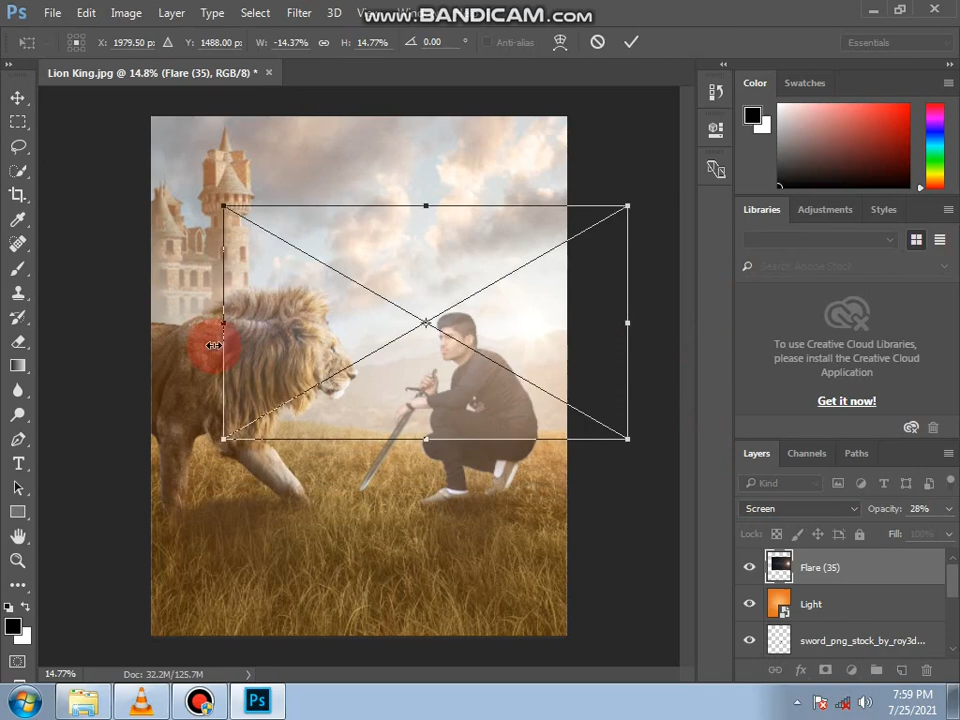 Ps File Edit Image Layer Type Select Filter 3D
www.BANDICAM.com
X: 1979.50 p: Y: 1488.00 p: W: -14.37% H: 14.77% 0.00 ° Anti-alias Essentials
Lion King.jpg @ 14.8% (Flare (35), RGB/8) * ×
Color Swatches
Libraries Adjustments Styles
Search Adobe Stock
To use Creative Cloud Libraries,
please install the Creative Cloud
Application
Get it now!
Layers Channels Paths
Kind
Screen Opacity: 28%
Lock: Fill: 100%
Flare (35)
Light
sword_png_stock_by_roy3d...
14.77% Doc: 32.2M/125.7M
Ps
7:59 PM
7/25/2021